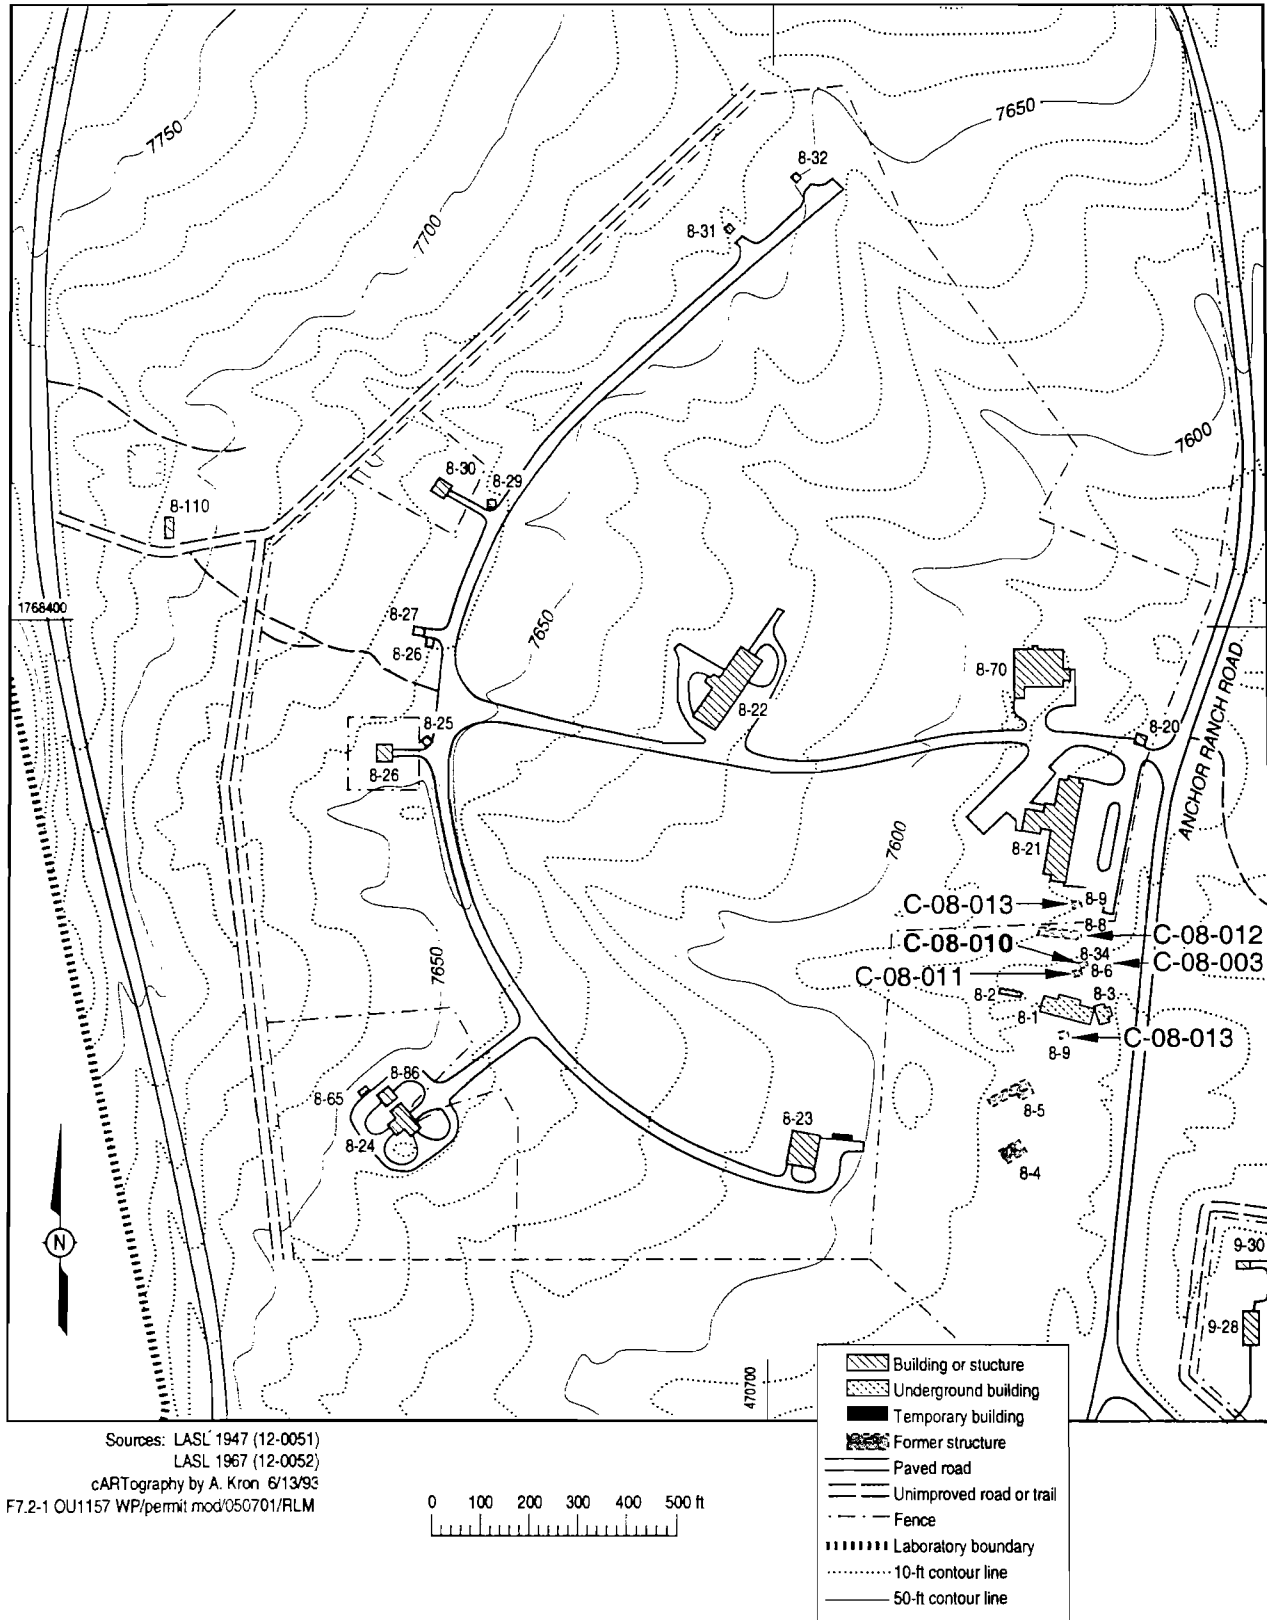 7750
7650
8-32
7700
8-31
7600
8-30
8-29
8-110
1768400
8-27
8-26
7650
8-70
8-22
8-20
ANCHOR RANCH ROAD
8-25
8-26
7600
8-21
C-08-013
8-9
8-8
C-08-012
C-08-010
8-34
C-08-003
C-08-011
8-6
7650
8-2
8-1
8-3
C-08-013
8-9
8-86
8-65
8-5
8-23
8-24
8-4
N
9-30
9-28
470700
Building or stucture
Underground building
Temporary building
Former structure
Paved road
Unimproved road or trail
Fence
Laboratory boundary
10-ft contour line
50-ft contour line
Sources: LASL 1947 (12-0051)
LASL 1967 (12-0052)
cARTography by A. Kron 6/13/93
F7.2-1 OU1157 WP/permit mod/050701/RLM
0 100 200 300 400 500 ft